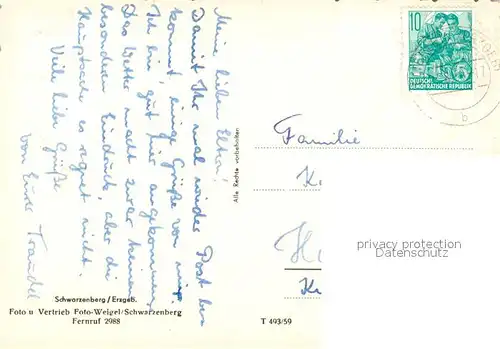 Meine lieben Eltern!
Damit Ihr mal wieder Post be-
kommt, einige Grüße von mir.
Ich bin gut hier angekommen,
Das Wetter macht zwar keinen
besonderen Eindruck, aber die
Hauptsache es regnet nicht.
Viele liebe Grüße
von Eurer Traudel
Alle Rechte vorbehalten
Schwarzenberg / Erzgeb.
Foto u Vertrieb Foto-Weigel/Schwarzenberg
Fernruf 2988
T 493/59
10
DEUTSCHE
DEMOKRATISCHE REPUBLIK
b
Familie
privacy protection
Datenschutz